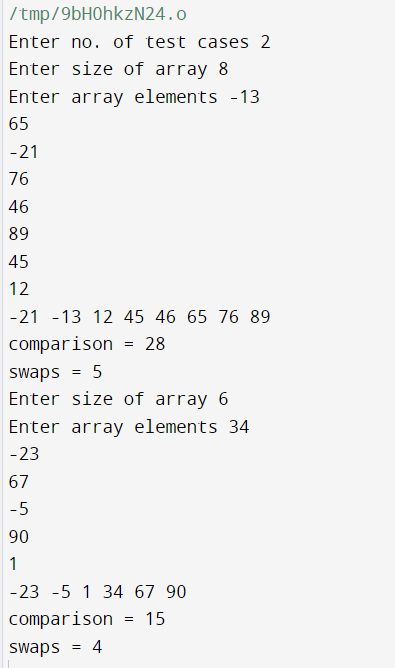 /tmp/9bHOhkzN24.o
Enter no. of test cases 2
Enter size of array 8
Enter array elements -13
65
-21
76
46
89
45
12
-21 -13 12 45 46 65 76 89
comparison = 28
swaps = 5
Enter size of array 6
Enter array elements 34
-23
67
-5
90
1
-23 -5 1 34 67 90
comparison = 15
swaps = 4